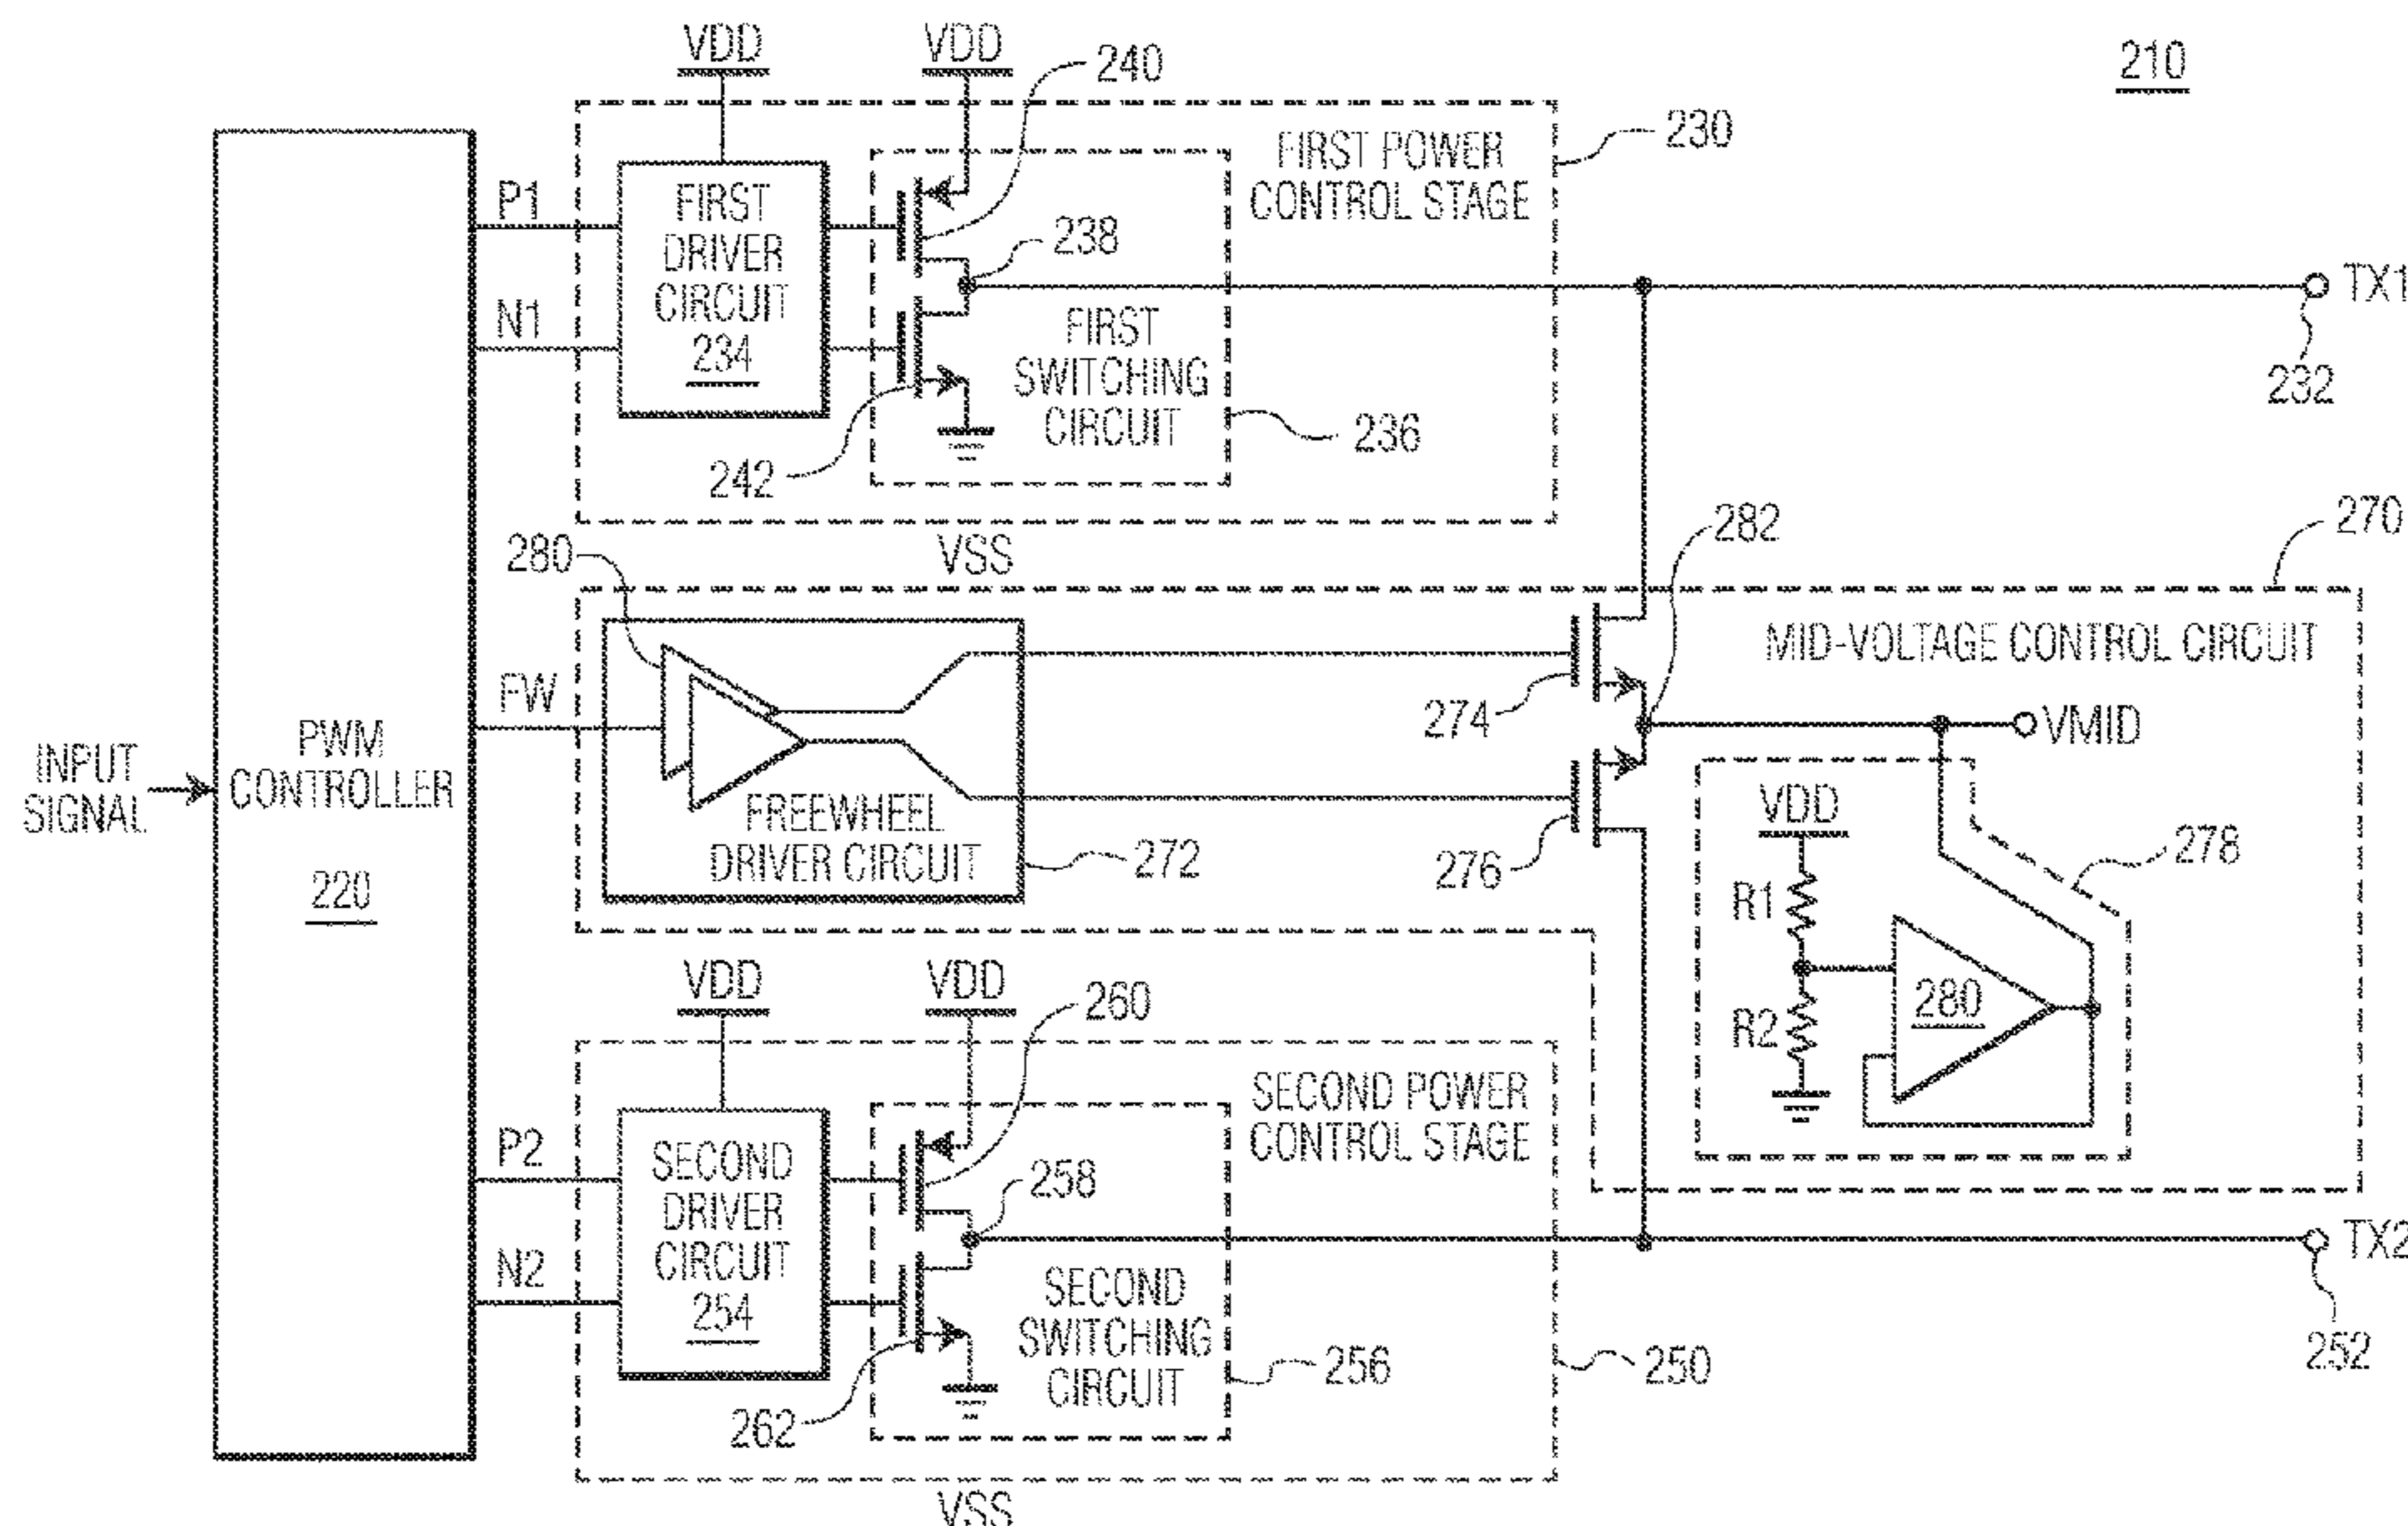 210
VDD
VDD
240
FIRST POWER
CONTROL STAGE
230
P1
N1
FIRST
DRIVER
CIRCUIT
234
238
FIRST
SWITCHING
CIRCUIT
236
242
TX1
232
VSS
280
282
270
MID-VOLTAGE CONTROL CIRCUIT
FW
274
VMID
INPUT
SIGNAL
PWM
CONTROLLER
220
FREEWHEEL
DRIVER CIRCUIT
272
276
VDD
278
R1
R2
280
VDD
VDD
260
SECOND POWER
CONTROL STAGE
P2
N2
SECOND
DRIVER
CIRCUIT
254
258
SECOND
SWITCHING
CIRCUIT
256
250
262
TX2
252
VSS